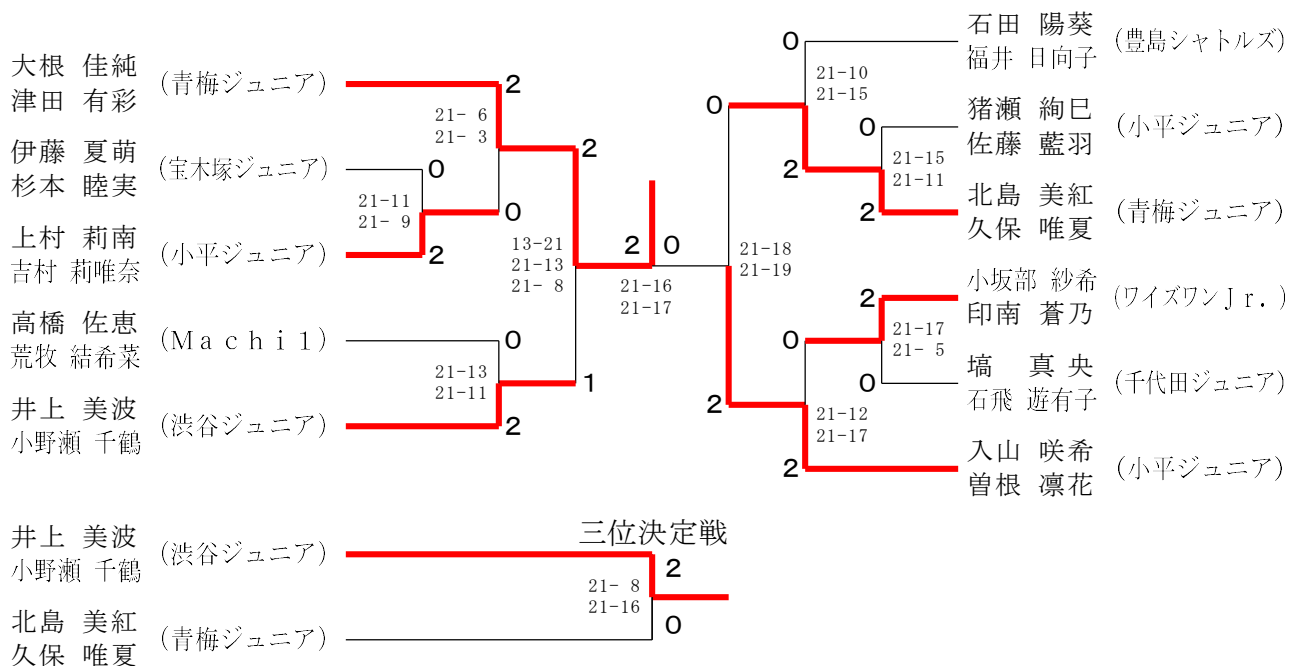 大根 佳純
津田 有彩
(青梅ジュニア)
2
21- 6
21- 3
伊藤 夏萌
杉本 睦実
(宝木塚ジュニア)
0
21-11
21- 9
0
上村 莉南
吉村 莉唯奈
(小平ジュニア)
2
2
13-21
21-13
21- 8
高橋 佐恵
荒牧 結希菜
(Machi1)
0
21-13
21-11
1
井上 美波
小野瀬 千鶴
(渋谷ジュニア)
2
2
0
21-16
21-17
0
石田 陽葵
福井 日向子
(豊島シャトルズ)
21-10
21-15
0
0
猪瀬 絢巳
佐藤 藍羽
(小平ジュニア)
2
21-15
21-11
2
北島 美紅
久保 唯夏
(青梅ジュニア)
21-18
21-19
2
小坂部 紗希
印南 蒼乃
(ワイズワンJr.)
0
21-17
21- 5
0
塙 真央
石飛 遊有子
(千代田ジュニア)
2
21-12
21-17
2
入山 咲希
曽根 凛花
(小平ジュニア)
三位決定戦
井上 美波
小野瀬 千鶴
(渋谷ジュニア)
2
21- 8
21-16
0
北島 美紅
久保 唯夏
(青梅ジュニア)